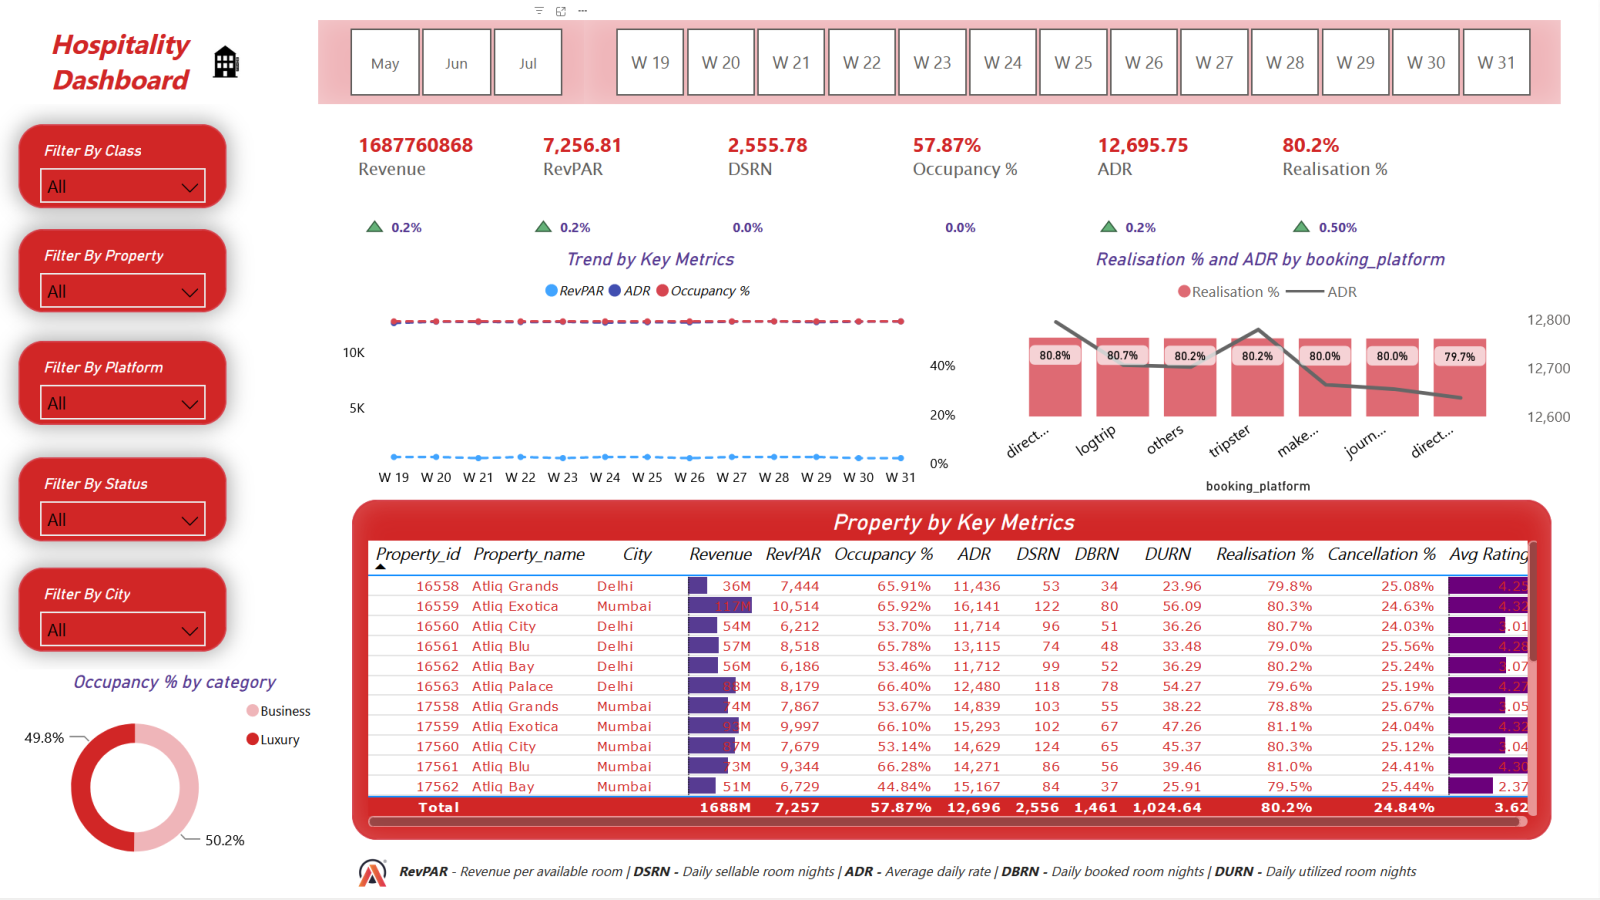 Hospitality
Dashboard
May Jun Jul W 19 W 20 W 21 W 22 W 23 W 24 W 25 W 26 W 27 W 28 W 29 W 30 W 31
Filter By Class
All
Filter By Property
All
Filter By Platform
All
Filter By Status
All
Filter By City
All
1687760868 7,256.81 2,555.78 57.87% 12,695.75 80.2%
Revenue RevPAR DSRN Occupancy % ADR Realisation %
0.2% 0.2% 0.0% 0.0% 0.2% 0.50%
Trend by Key Metrics
RevPAR ADR Occupancy %
10K
5K
40%
20%
0%
W 19 W 20 W 21 W 22 W 23 W 24 W 25 W 26 W 27 W 28 W 29 W 30 W 31
Realisation % and ADR by booking_platform
Realisation % ADR
12,800
12,700
12,600
80.8% 80.7% 80.2% 80.2% 80.0% 80.0% 79.7%
direct... logtrip others tripster make... journ... direct...
booking_platform
Occupancy % by category
Business
Luxury
49.8%
50.2%
Property by Key Metrics
Property_id Property_name City Revenue RevPAR Occupancy % ADR DSRN DBRN DURN Realisation % Cancellation % Avg Rating
16558 Atliq Grands Delhi 36M 7,444 65.91% 11,436 53 34 23.96 79.8% 25.08% 4.25
16559 Atliq Exotica Mumbai 117M 10,514 65.92% 16,141 122 80 56.09 80.3% 24.63% 4.32
16560 Atliq City Delhi 54M 6,212 53.70% 11,714 96 51 36.26 80.7% 24.03% 3.01
16561 Atliq Blu Delhi 57M 8,518 65.78% 13,115 74 48 33.48 79.0% 25.56% 4.28
16562 Atliq Bay Delhi 56M 6,186 53.46% 11,712 99 52 36.29 80.2% 25.24% 3.07
16563 Atliq Palace Delhi 88M 8,179 66.40% 12,480 118 78 54.27 79.6% 25.19% 4.27
17558 Atliq Grands Mumbai 74M 7,867 53.67% 14,839 103 55 38.22 78.8% 25.67% 3.05
17559 Atliq Exotica Mumbai 93M 9,997 66.10% 15,293 102 67 47.26 81.1% 24.04% 4.32
17560 Atliq City Mumbai 87M 7,679 53.14% 14,629 124 65 45.37 80.3% 25.12% 3.04
17561 Atliq Blu Mumbai 73M 9,344 66.28% 14,271 86 56 39.46 81.0% 24.41% 4.30
17562 Atliq Bay Mumbai 51M 6,729 44.84% 15,167 84 37 25.91 79.5% 25.44% 2.37
Total 1688M 7,257 57.87% 12,696 2,556 1,461 1,024.64 80.2% 24.84% 3.62
RevPAR - Revenue per available room | DSRN - Daily sellable room nights | ADR - Average daily rate | DBRN - Daily booked room nights | DURN - Daily utilized room nights